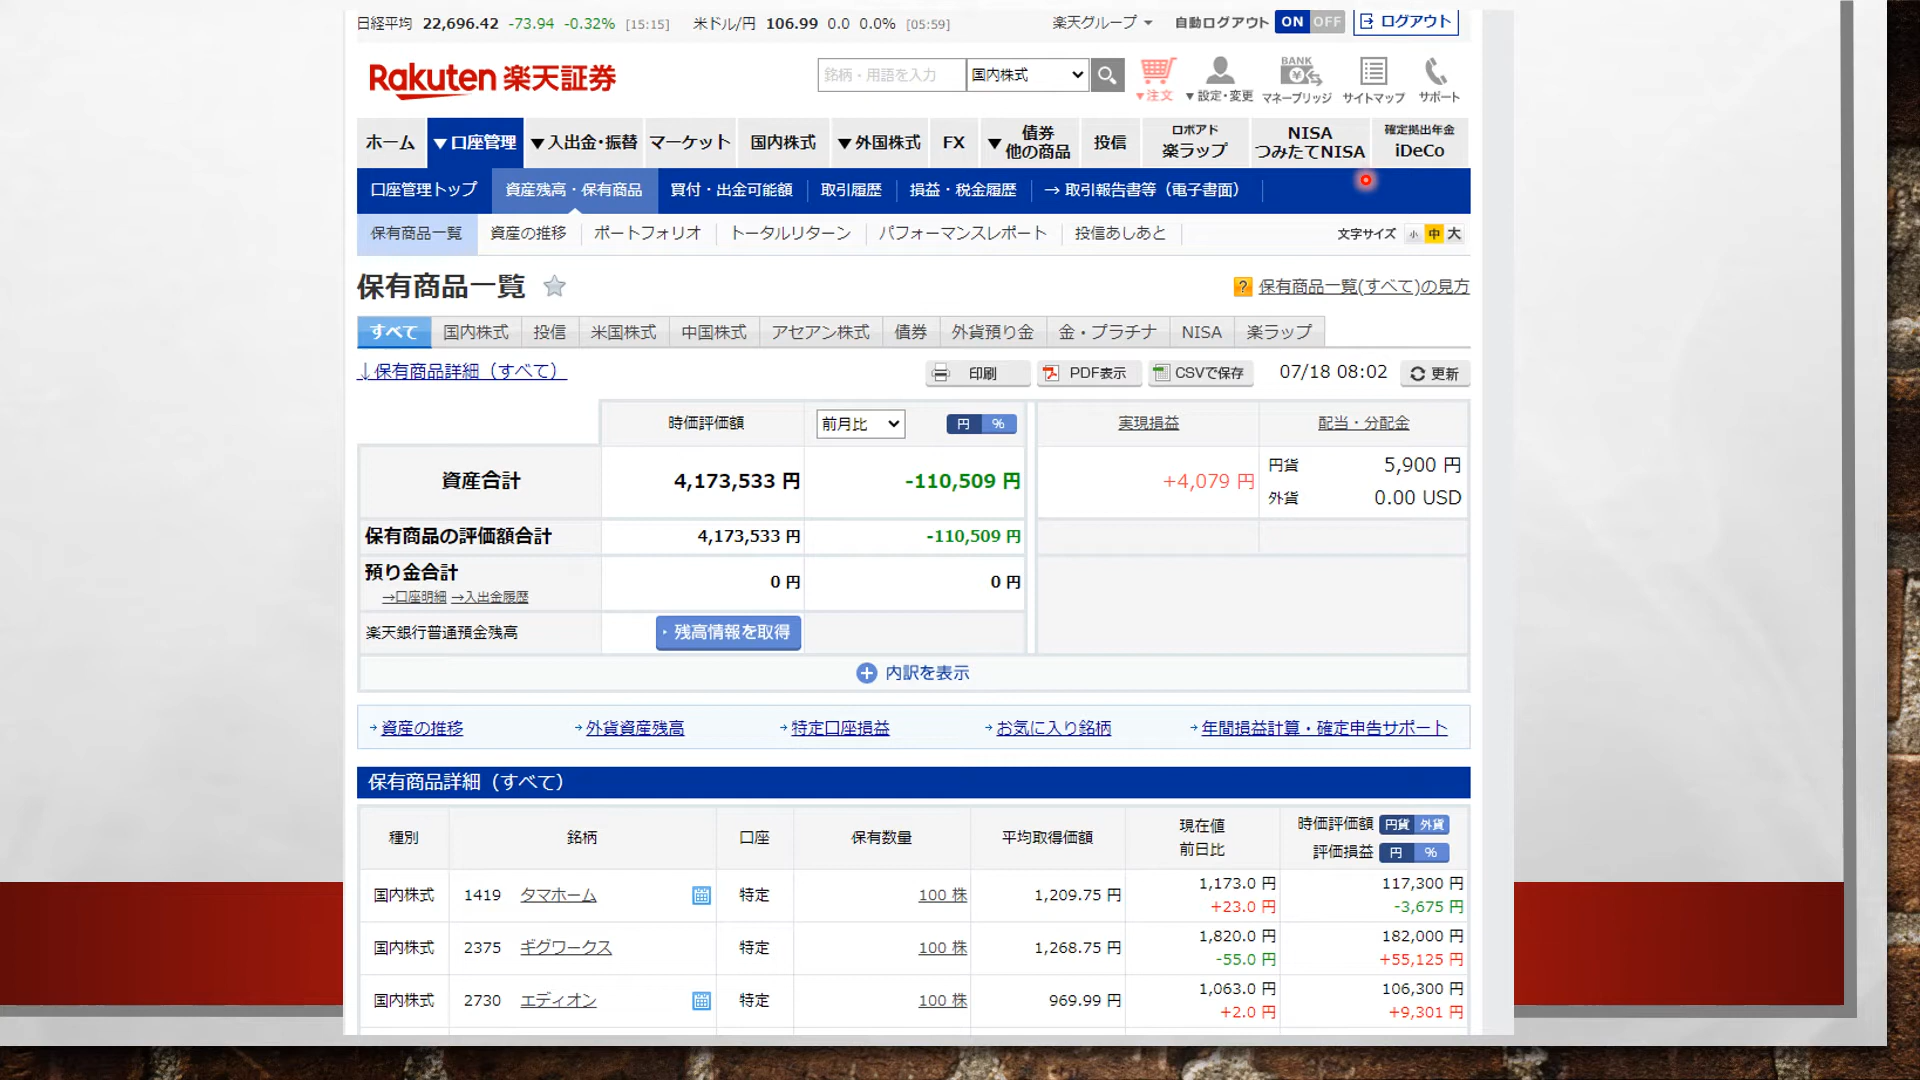 日経平均 22,696.42 -73.94 -0.32% [15:15] 米ドル/円 106.99 0.0 0.0% [05:59] 楽天グループ 自動ログアウト ON OFF ログアウト
Rakuten 楽天証券 銘柄・用語を入力 国内株式
▼注文 ▼設定・変更 BANK マネーブリッジ サイトマップ サポート
ホーム ▼口座管理 ▼入出金・振替 マーケット 国内株式 ▼外国株式 FX ▼債券 他の商品 投信 ロボアド 楽ラップ NISA つみたてNISA 確定拠出年金 iDeCo
口座管理トップ 資産残高・保有商品 買付・出金可能額 取引履歴 損益・税金履歴 →取引報告書等（電子書面）
保有商品一覧 資産の推移 ポートフォリオ トータルリターン パフォーマンスレポート 投信あしあと 文字サイズ 小 中 大
保有商品一覧 ? 保有商品一覧(すべて)の見方
すべて 国内株式 投信 米国株式 中国株式 アセアン株式 債券 外貨預り金 金・プラチナ NISA 楽ラップ
↓保有商品詳細（すべて） 印刷 PDF表示 CSVで保存 07/18 08:02 更新
時価評価額 前月比 円 % 実現損益 配当・分配金
資産合計 4,173,533 円 -110,509 円 +4,079 円 円貨 5,900 円
外貨 0.00 USD
保有商品の評価額合計 4,173,533 円 -110,509 円
預り金合計 0 円 0 円
→口座明細 →入出金履歴
楽天銀行普通預金残高 残高情報を取得
内訳を表示
→資産の推移 →外貨資産残高 →特定口座損益 →お気に入り銘柄 →年間損益計算・確定申告サポート
保有商品詳細（すべて）
種別 銘柄 口座 保有数量 平均取得価額 現在値 時価評価額 円貨 外貨
前日比 評価損益 円 %
国内株式 1419 タマホーム 特定 100 株 1,209.75 円 1,173.0 円 117,300 円
+23.0 円 -3,675 円
国内株式 2375 ギグワークス 特定 100 株 1,268.75 円 1,820.0 円 182,000 円
-55.0 円 +55,125 円
国内株式 2730 エディオン 特定 100 株 969.99 円 1,063.0 円 106,300 円
+2.0 円 +9,301 円